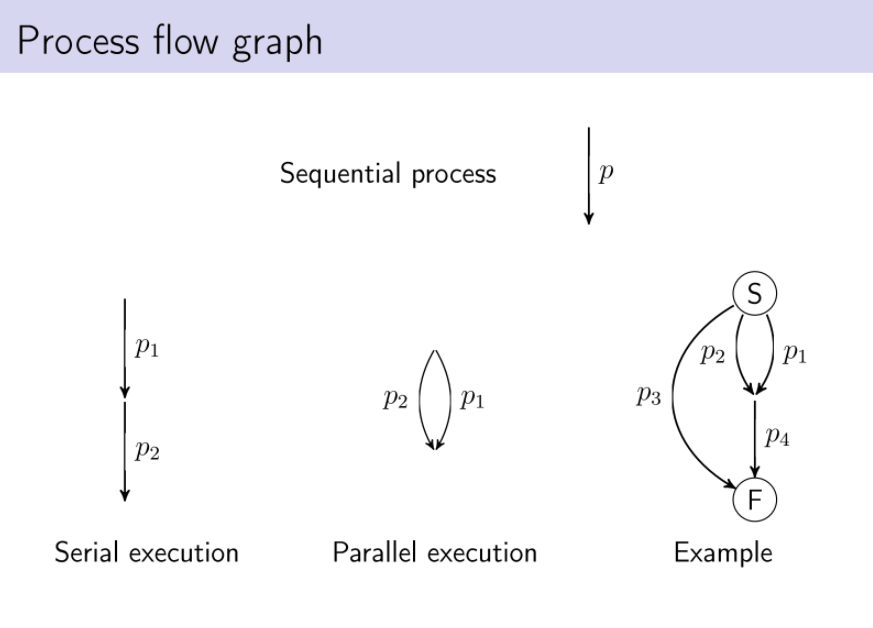 Process flow graph
Sequential process
p
p1
p2
Serial execution
p2
p1
Parallel execution
S
p2
p1
p3
p4
F
Example